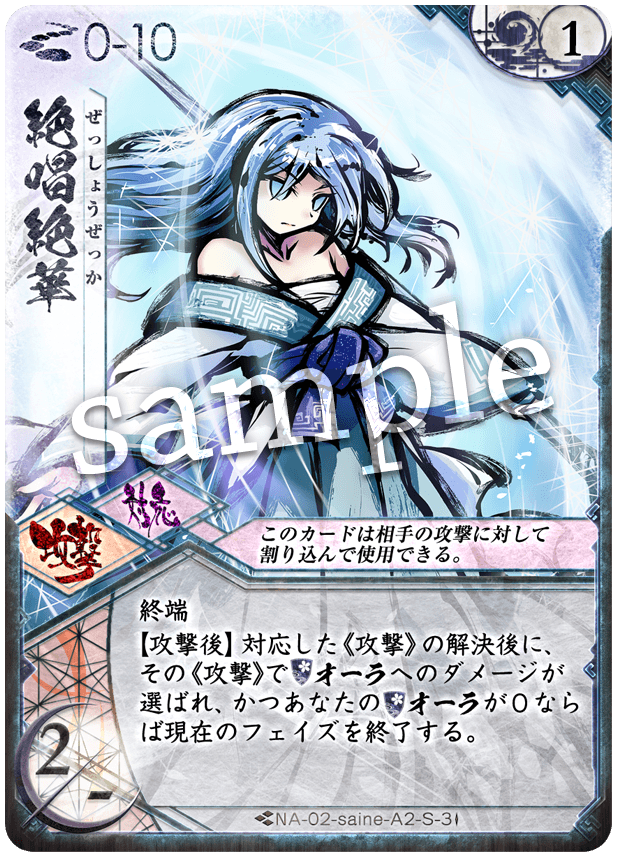 0-10
1
絶唱絶華
ぜっしょうぜっか
sample
攻撃
対応
このカードは相手の攻撃に対して
割り込んで使用できる。
終端
【攻撃後】対応した《攻撃》の解決後に、
その《攻撃》でオーラへのダメージが
選ばれ、かつあなたのオーラが0なら
ば現在のフェイズを終了する。
2/-
NA-02-saine-A2-S-3